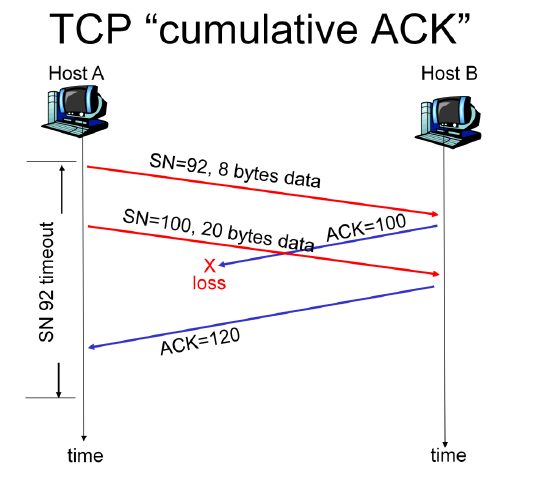 TCP “cumulative ACK”
Host A
Host B
SN=92, 8 bytes data
SN=100, 20 bytes data
ACK=100
X
loss
SN 92 timeout
ACK=120
time
time